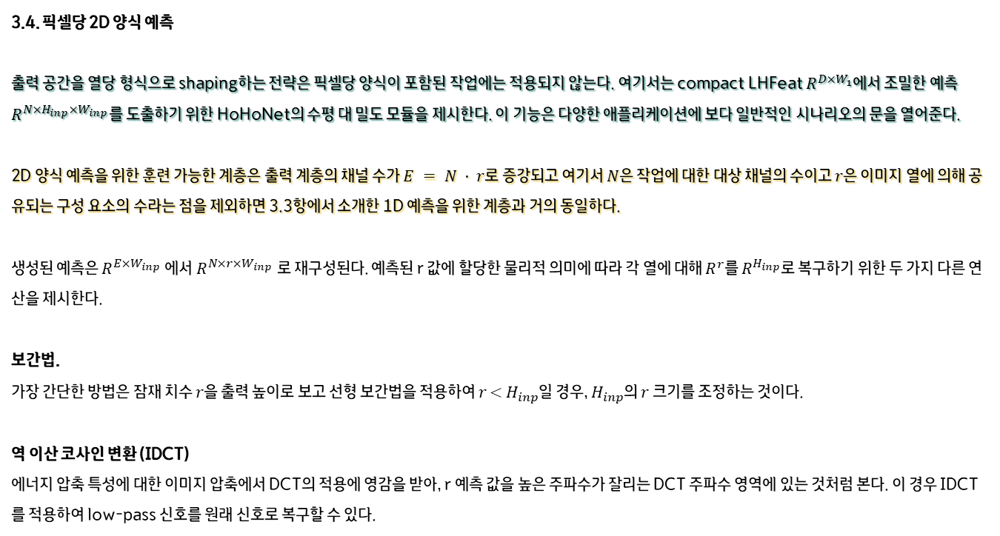 3.4. 픽셀당 2D 양식 예측
출력 공간을 열당 형식으로 shaping하는 전략은 픽셀당 양식이 포함된 작업에는 적용되지 않는다. 여기서는 compact LHFeat R^{D×W_1}에서 조밀한 예측
R^{N×H_{inp}×W_{inp}}를 도출하기 위한 HoHoNet의 수평 대 밀도 모듈을 제시한다. 이 기능은 다양한 애플리케이션에 보다 일반적인 시나리오의 문을 열어준다.
2D 양식 예측을 위한 훈련 가능한 계층은 출력 계층의 채널 수가 E = N · r로 증강되고 여기서 N은 작업에 대한 대상 채널의 수이고 r은 이미지 열에 의해 공
유되는 구성 요소의 수라는 점을 제외하면 3.3항에서 소개한 1D 예측을 위한 계층과 거의 동일하다.
생성된 예측은 R^{E×W_{inp}} 에서 R^{N×r×W_{inp}} 로 재구성된다. 예측된 r 값에 할당한 물리적 의미에 따라 각 열에 대해 R^r를 R^{H_{inp}}로 복구하기 위한 두 가지 다른 연
산을 제시한다.
보간법.
가장 간단한 방법은 잠재 치수 r을 출력 높이로 보고 선형 보간법을 적용하여 r < H_{inp}일 경우, H_{inp}의 r 크기를 조정하는 것이다.
역 이산 코사인 변환 (IDCT)
에너지 압축 특성에 대한 이미지 압축에서 DCT의 적용에 영감을 받아, r 예측 값을 높은 주파수가 잘리는 DCT 주파수 영역에 있는 것처럼 본다. 이 경우 IDCT
를 적용하여 low-pass 신호를 원래 신호로 복구할 수 있다.